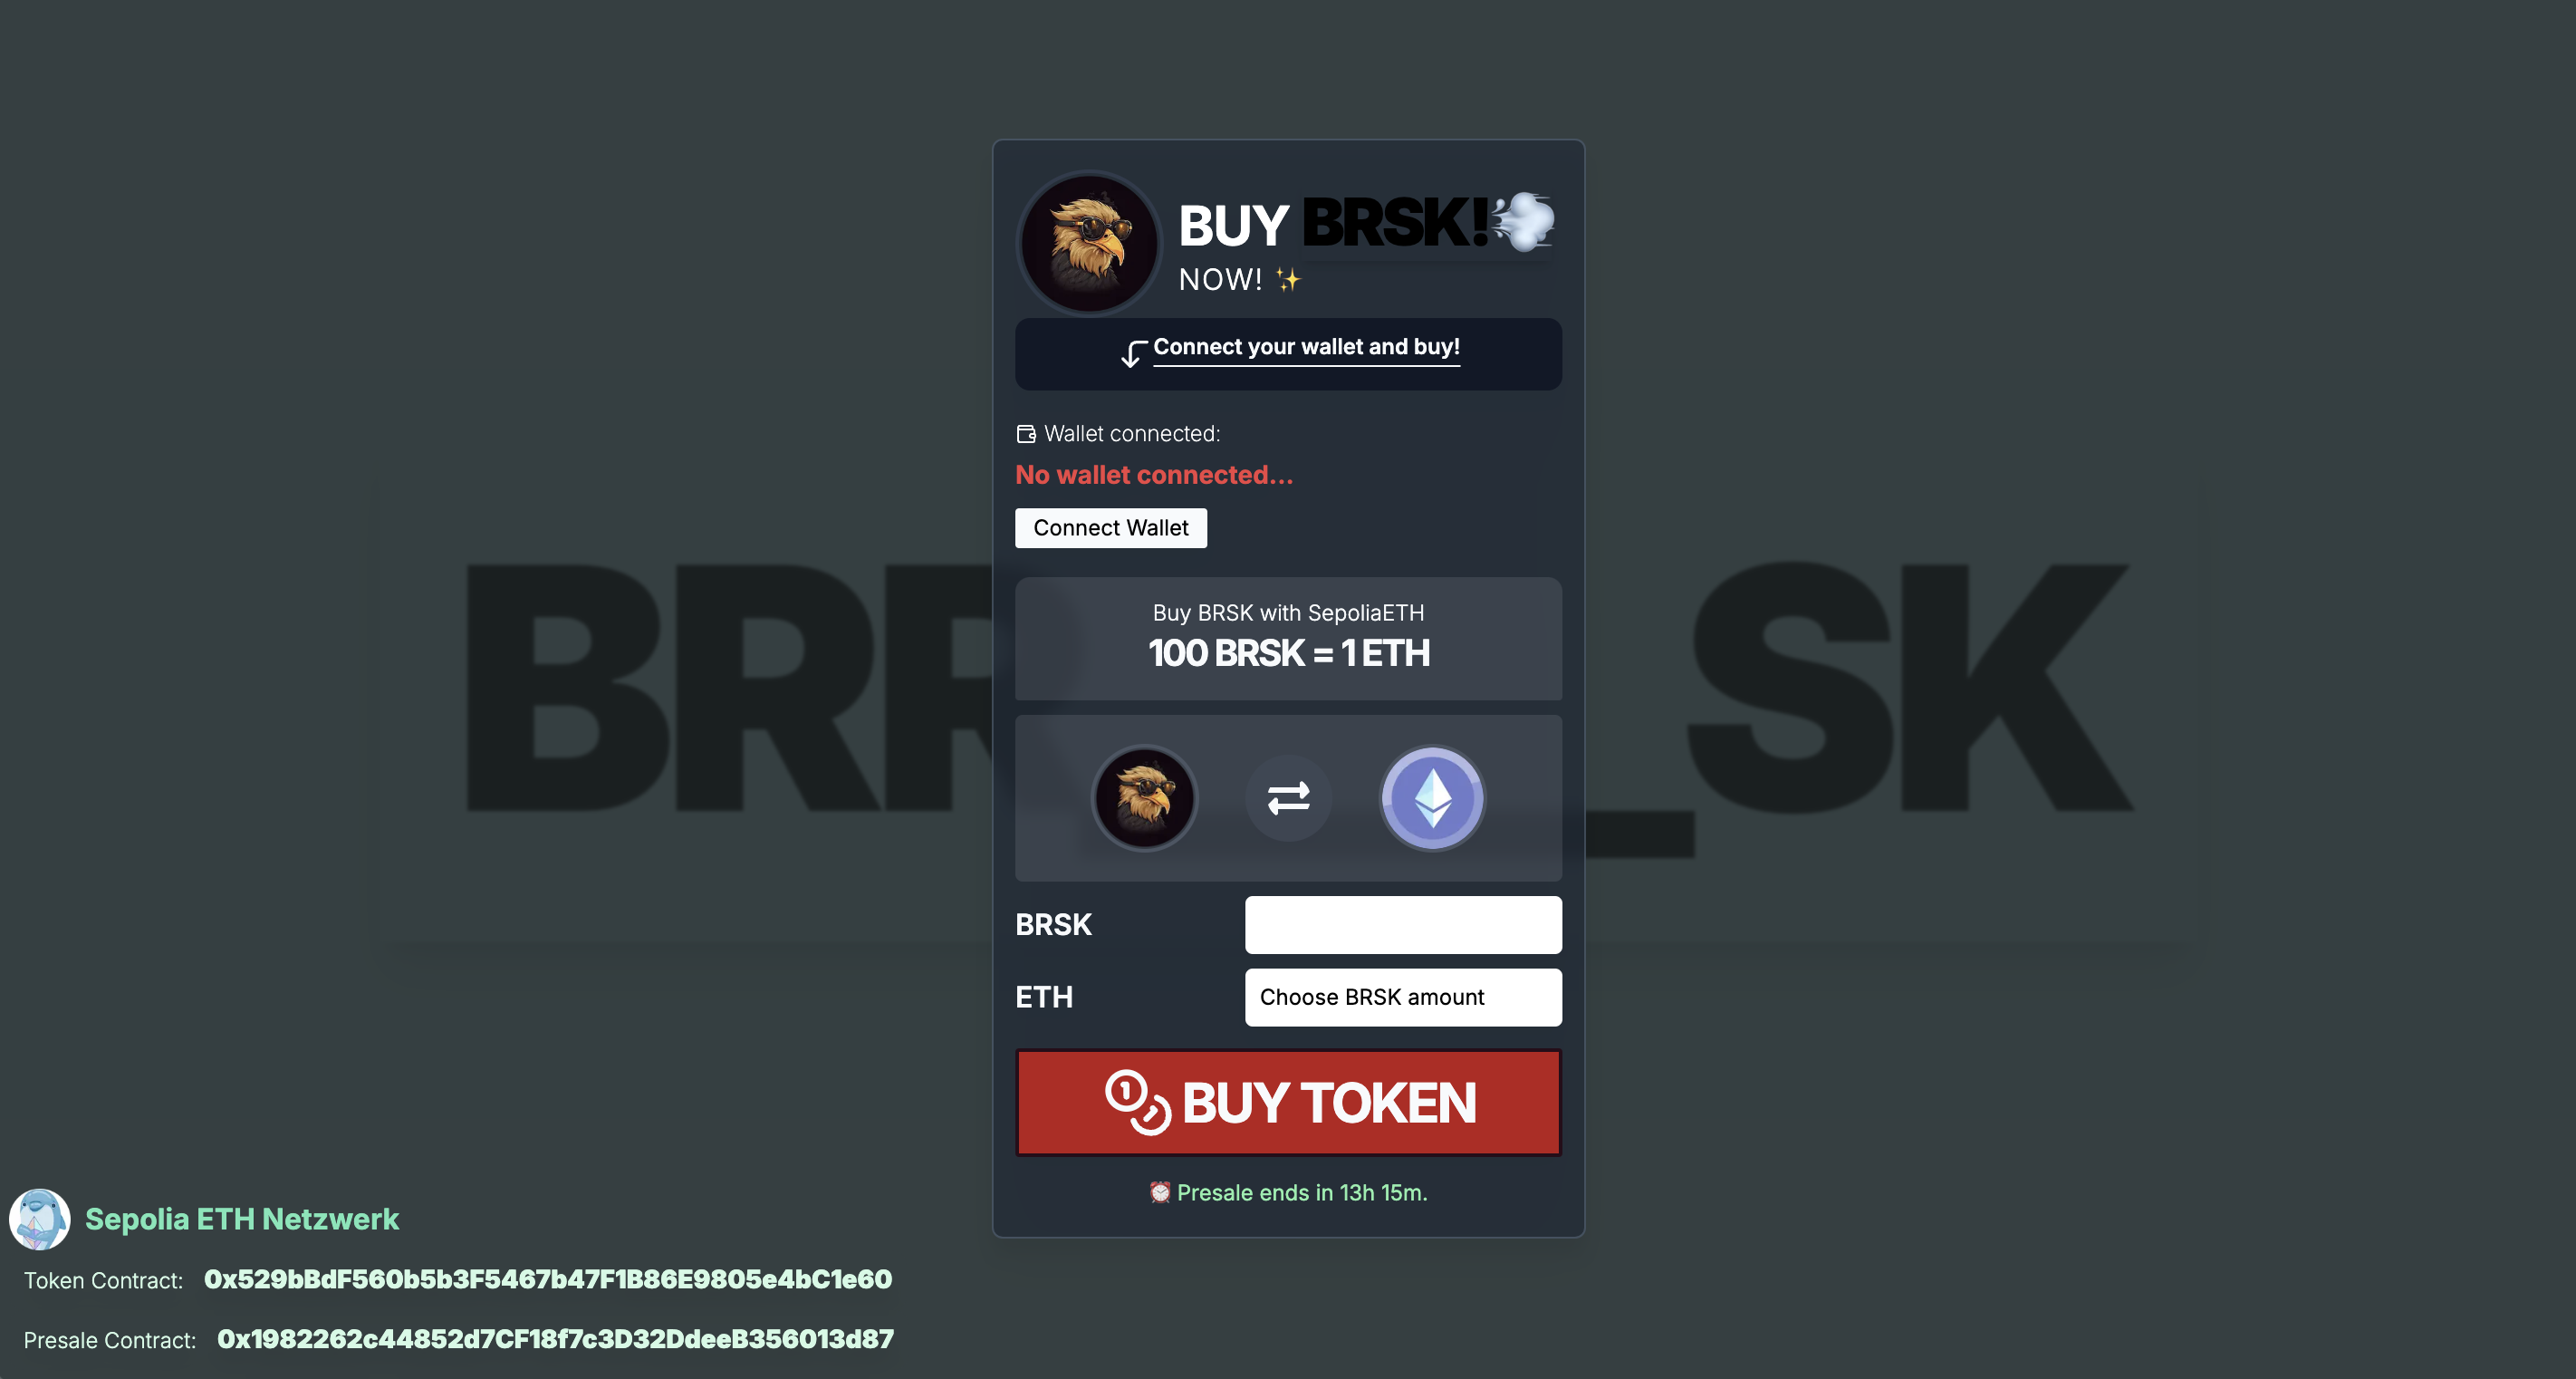 BUY BRSK!💨
NOW! ✨
Connect your wallet and buy!
Wallet connected:
No wallet connected...
Connect Wallet
Buy BRSK with SepoliaETH
100 BRSK = 1 ETH
BRSK
ETH
Choose BRSK amount
BUY TOKEN
⏰ Presale ends in 13h 15m.
Sepolia ETH Netzwerk
Token Contract: 0x529bBdF560b5b3F5467b47F1B86E9805e4bC1e60
Presale Contract: 0x1982262c44852d7CF18f7c3D32DdeeB356013d87